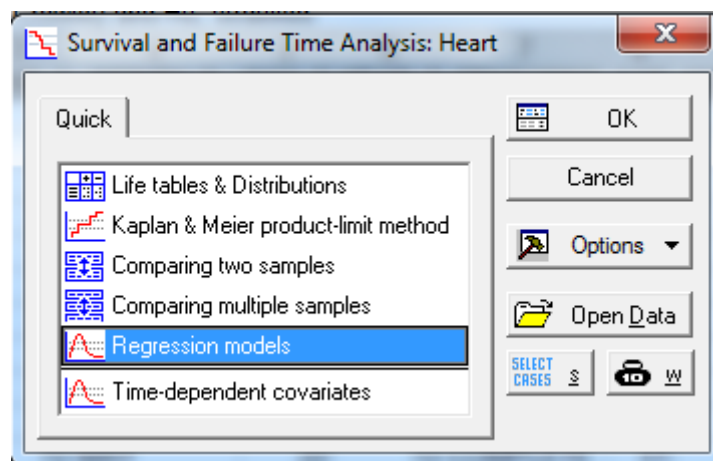 Survival and Failure Time Analysis: Heart
Quick
Life tables & Distributions
Kaplan & Meier product-limit method
Comparing two samples
Comparing multiple samples
Regression models
Time-dependent covariates
OK
Cancel
Options
Open Data
SELECT
CASES
S
W